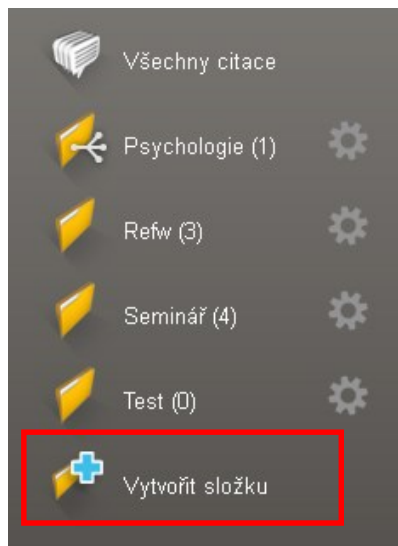 Všechny citace
Psychologie (1)
Refw (3)
Seminář (4)
Test (0)
Vytvořit složku